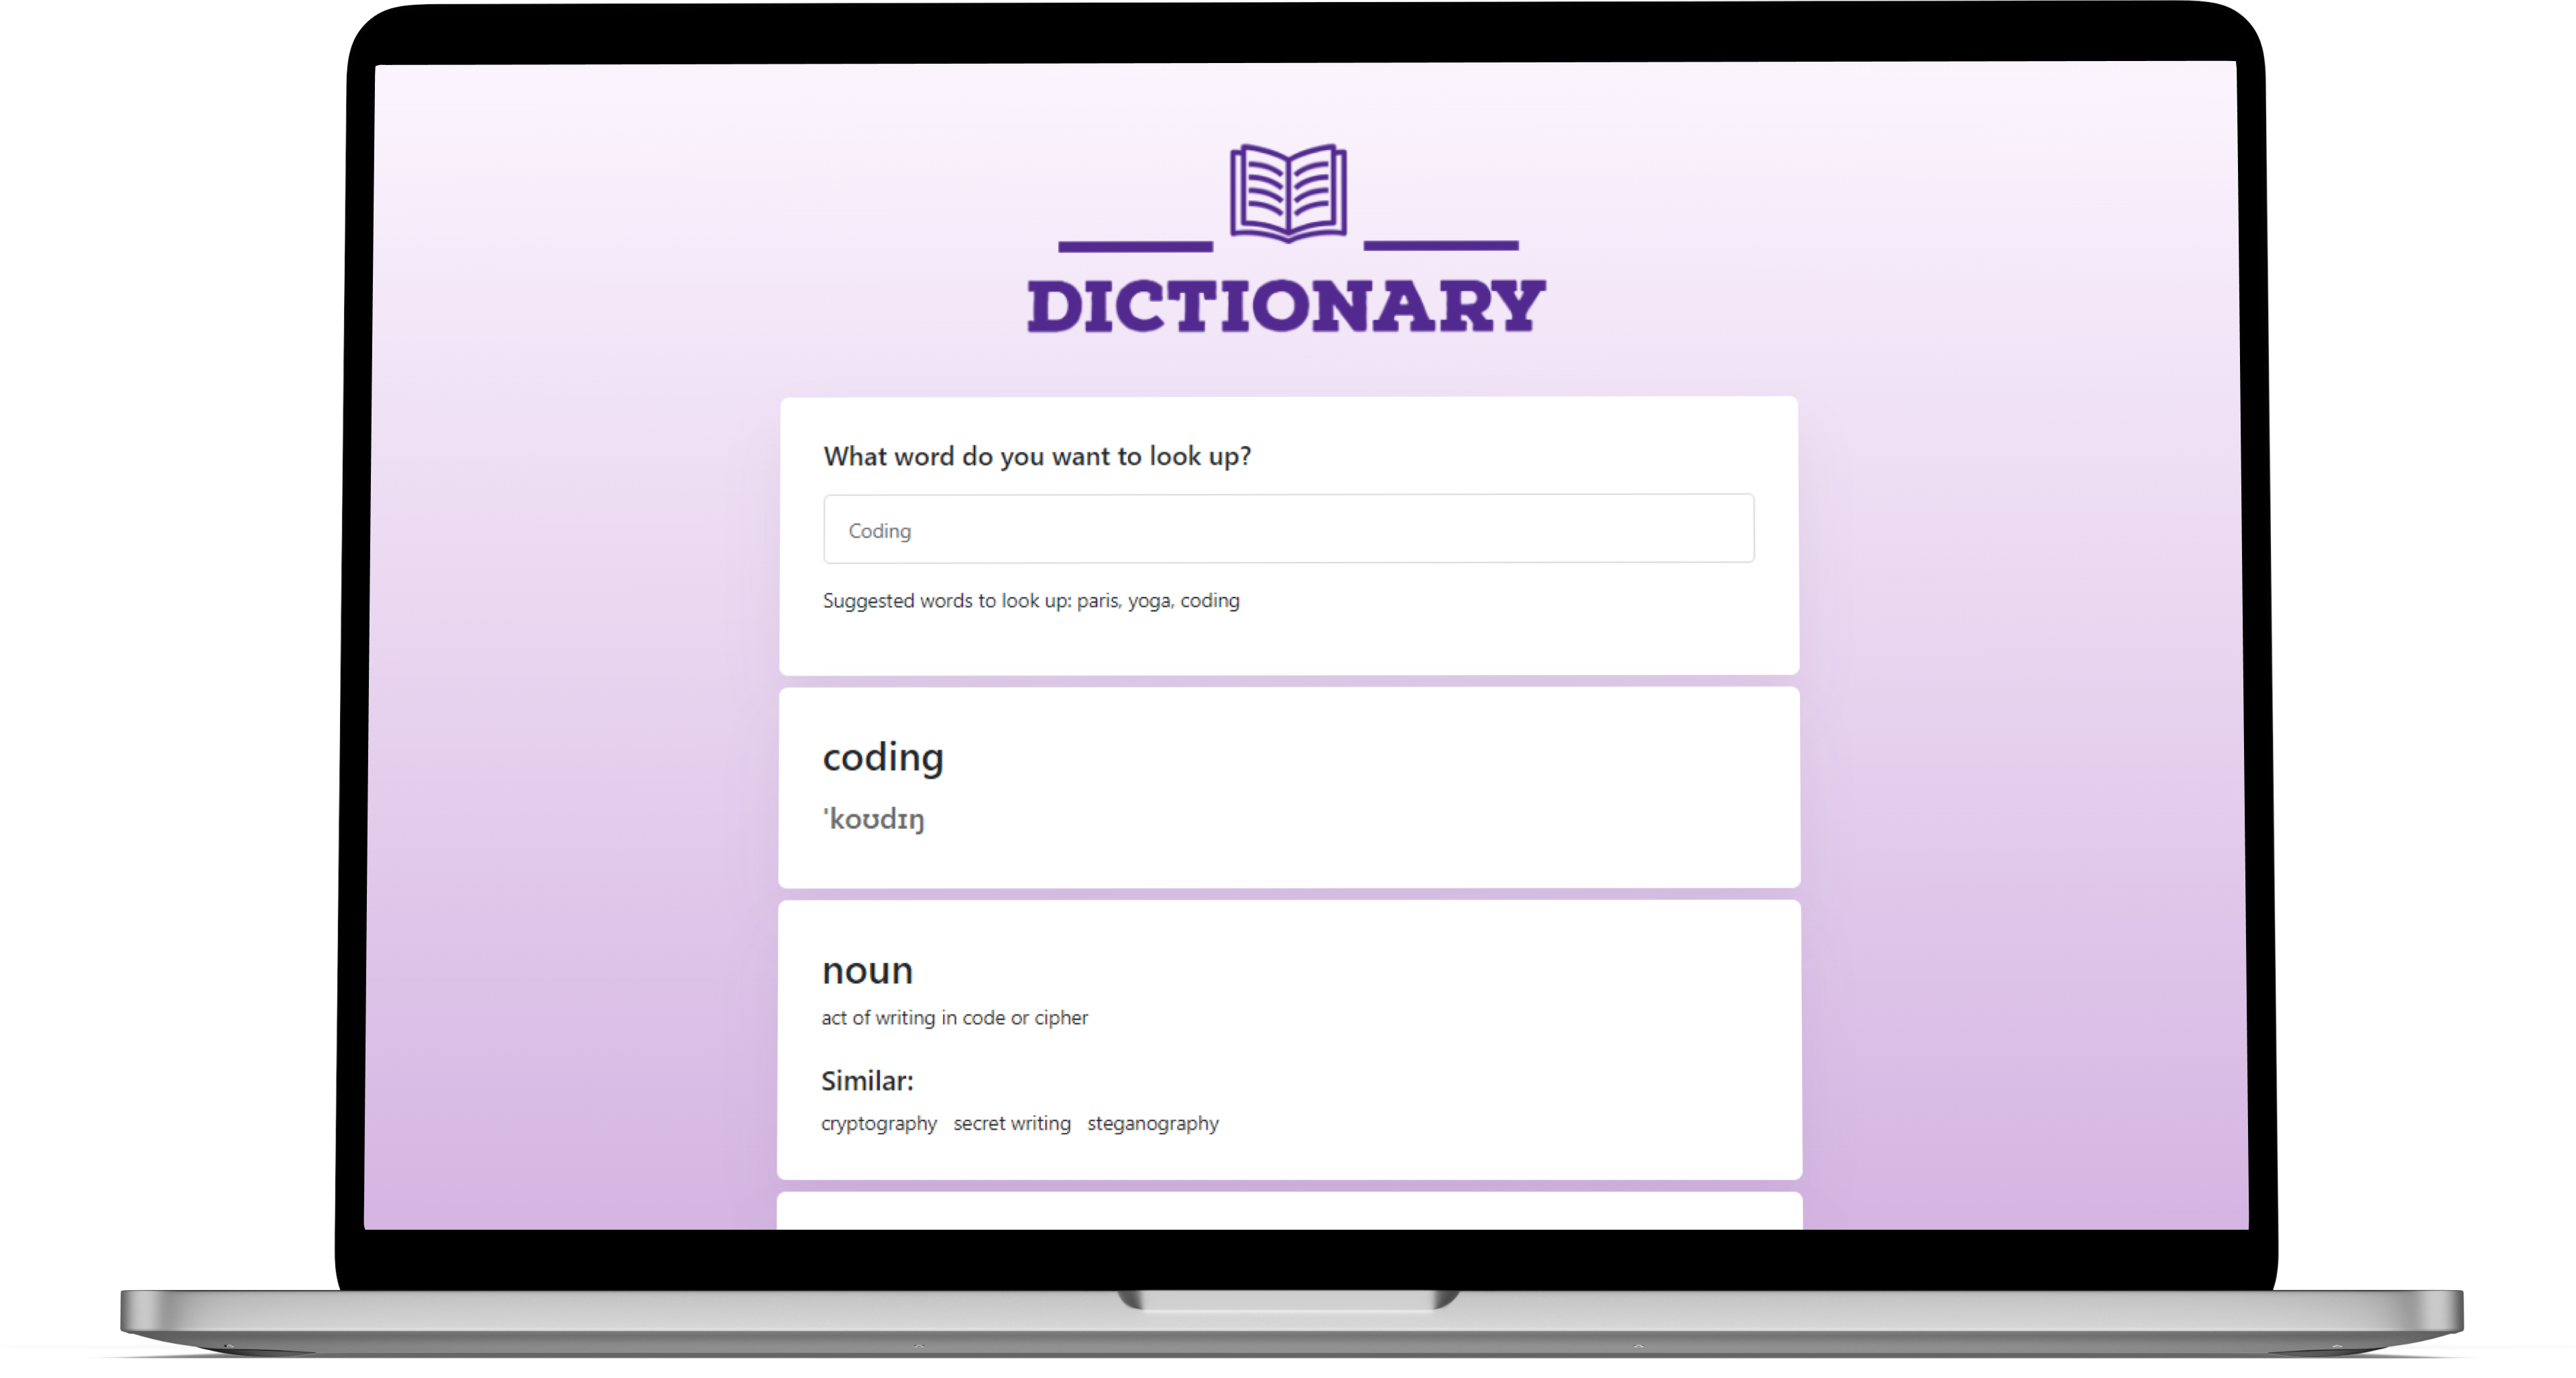 DICTIONARY
What word do you want to look up?
Coding
Suggested words to look up: paris, yoga, coding
coding
'koʊdɪŋ
noun
act of writing in code or cipher
Similar:
cryptography secret writing steganography